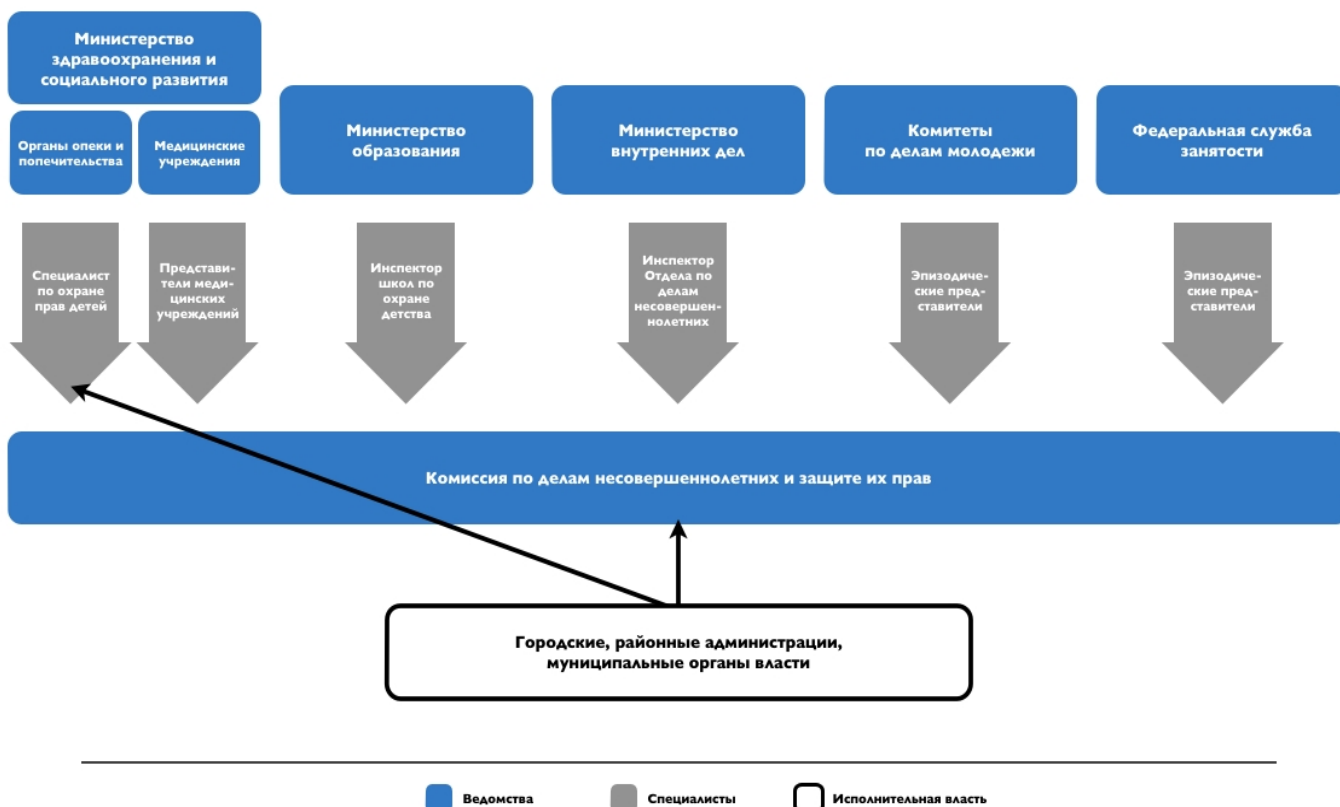 Министерство
здравоохранения и
социального развития
Органы опеки и
попечительства
Медицинские
учреждения
Министерство
образования
Министерство
внутренних дел
Комитеты
по делам молодежи
Федеральная служба
занятости
Специалист
по охране
прав детей
Представи-
тели меди-
цинских
учреждений
Инспектор
школ по
охране
детства
Инспектор
Отдела по
делам
несовершен-
нолетних
Эпизодиче-
ские пред-
ставители
Эпизодиче-
ские пред-
ставители
Комиссия по делам несовершеннолетних и защите их прав
Городские, районные администрации,
муниципальные органы власти
Ведомства
Специалисты
Исполнительная власть